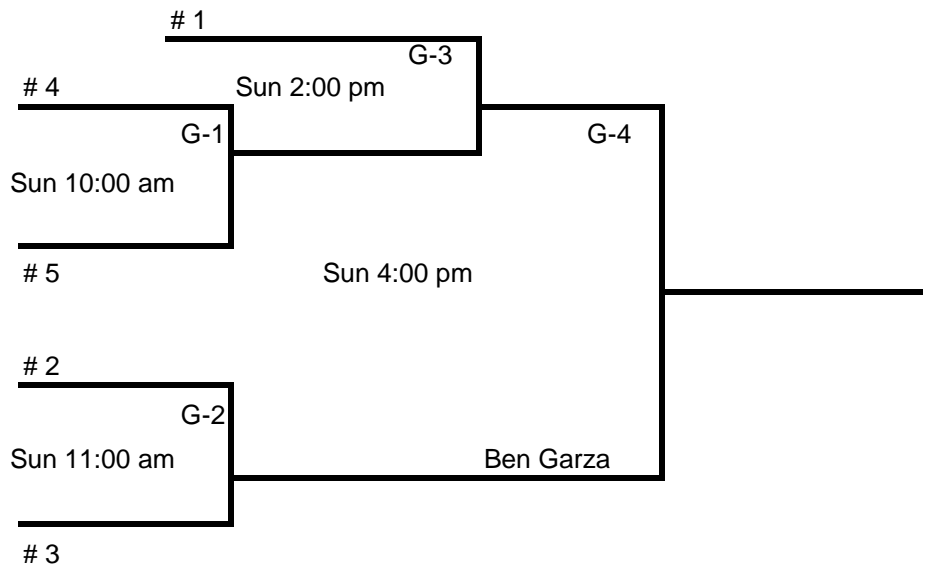 # 1
G-3
Sun 2:00 pm
# 4
G-1
G-4
Sun 10:00 am
# 5
Sun 4:00 pm
# 2
G-2
Sun 11:00 am
Ben Garza
# 3